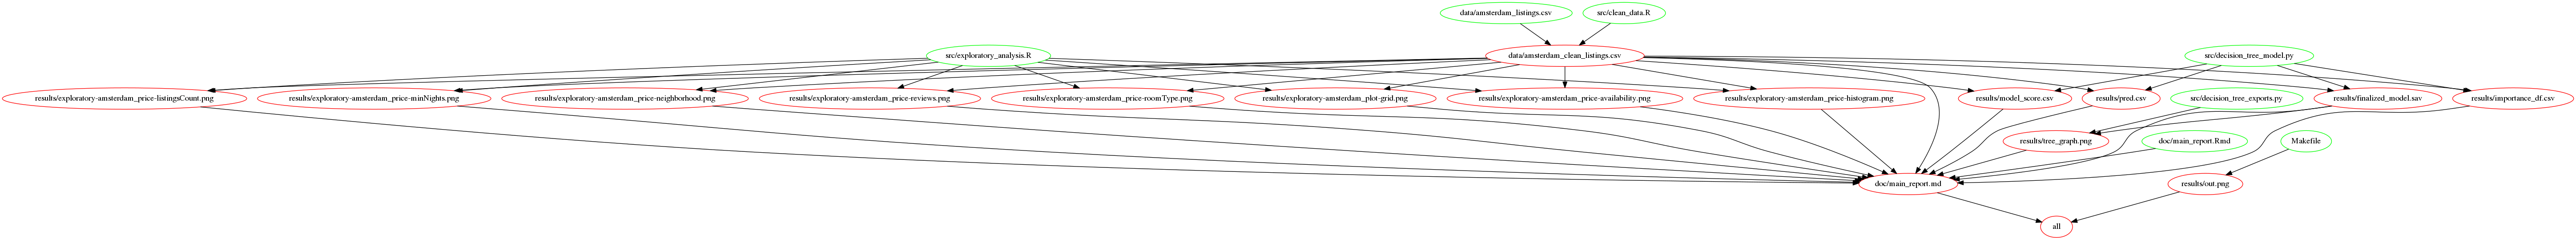 data/amsterdam_listings.csv
src/clean_data.R
src/exploratory_analysis.R
data/amsterdam_clean_listings.csv
src/decision_tree_model.py
results/exploratory-amsterdam_price-listingsCount.png
results/exploratory-amsterdam_price-minNights.png
results/exploratory-amsterdam_price-neighborhood.png
results/exploratory-amsterdam_price-reviews.png
results/exploratory-amsterdam_price-roomType.png
results/exploratory-amsterdam_plot-grid.png
results/exploratory-amsterdam_price-availability.png
results/exploratory-amsterdam_price-histogram.png
results/model_score.csv
results/pred.csv
src/decision_tree_exports.py
results/finalized_model.sav
results/importance_df.csv
results/tree_graph.png
doc/main_report.Rmd
Makefile
doc/main_report.md
results/out.png
all